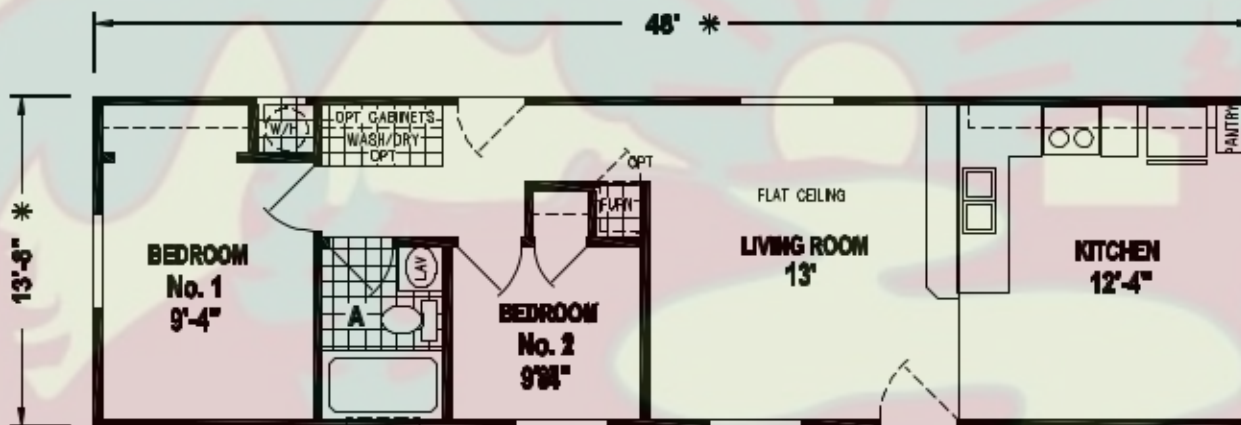 48' *
13'-8" *
W/H
OPT CABINETS
WASH/DRY
OPT
OPT
FURN
PANTRY
FLAT CEILING
BEDROOM
No. 1
9'-4"
LAV
A
BEDROOM
No. 2
LIVING ROOM
13'
KITCHEN
12'-4"